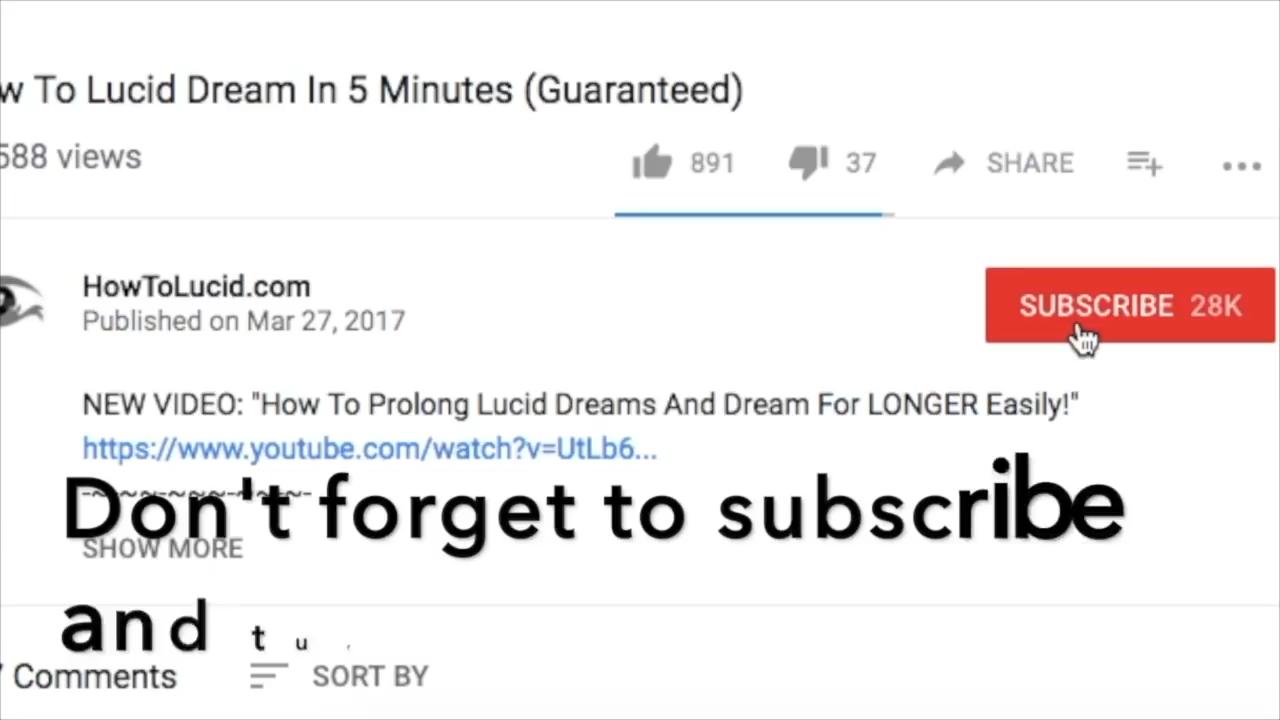 w To Lucid Dream In 5 Minutes (Guaranteed)
588 views
891 37 SHARE
HowToLucid.com
Published on Mar 27, 2017
SUBSCRIBE 28K
NEW VIDEO: "How To Prolong Lucid Dreams And Dream For LONGER Easily!"
https://www.youtube.com/watch?v=UtLb6...
-~-~~-~~~-~~-~-
Don't forget to subscribe
SHOW MORE
and tu
Comments SORT BY